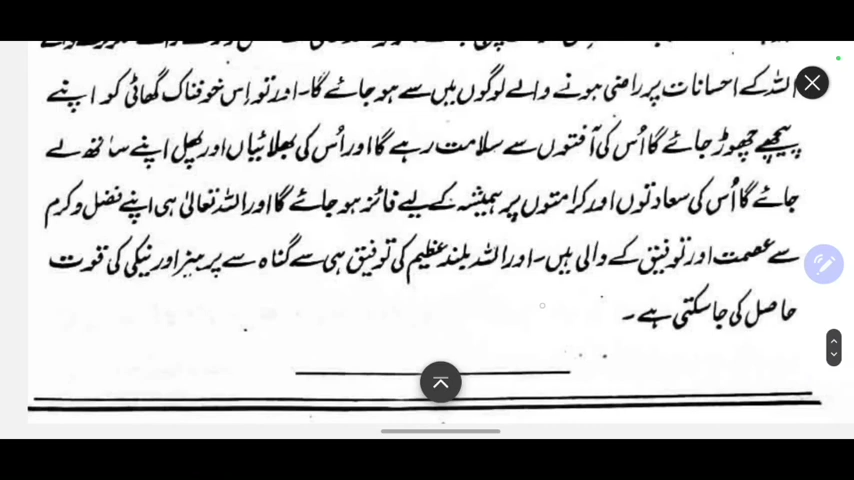 اللہ کے احسانات پر راضی ہونے والے لوگوں میں سے ہو جائے گا۔ اور تو اِس خوفناک گھاٹی کو اپنے
پیچھے چھوڑ جائے گا اُس کی آفتوں سے سلامت رہے گا اور اُس کی بھلائیاں اور پھل اپنے ساتھ لے
جائے گا اُس کی سعادتوں اور کرامتوں پر ہمیشہ کے لیے فائز ہو جائے گا اور اللہ تعالیٰ ہی اپنے فضل و کرم
سے عصمت اور توفیق کے والی ہیں۔ اور اللہ بلند عظیم کی توفیق ہی سے گناہ سے پرہیز اور نیکی کی قوت
حاصل کی جا سکتی ہے۔